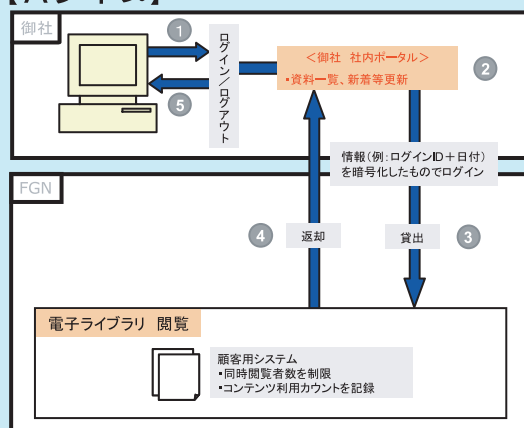 御社
①
ログイン/ログアウト
<御社 社内ポータル>
▪資料一覧、新着等更新
②
⑤
情報(例:ログインID+日付)
を暗号化したものでログイン
FGN
④
返却
貸出
③
電子ライブラリ 閲覧
顧客用システム
▪同時閲覧者数を制限
▪コンテンツ利用カウントを記録